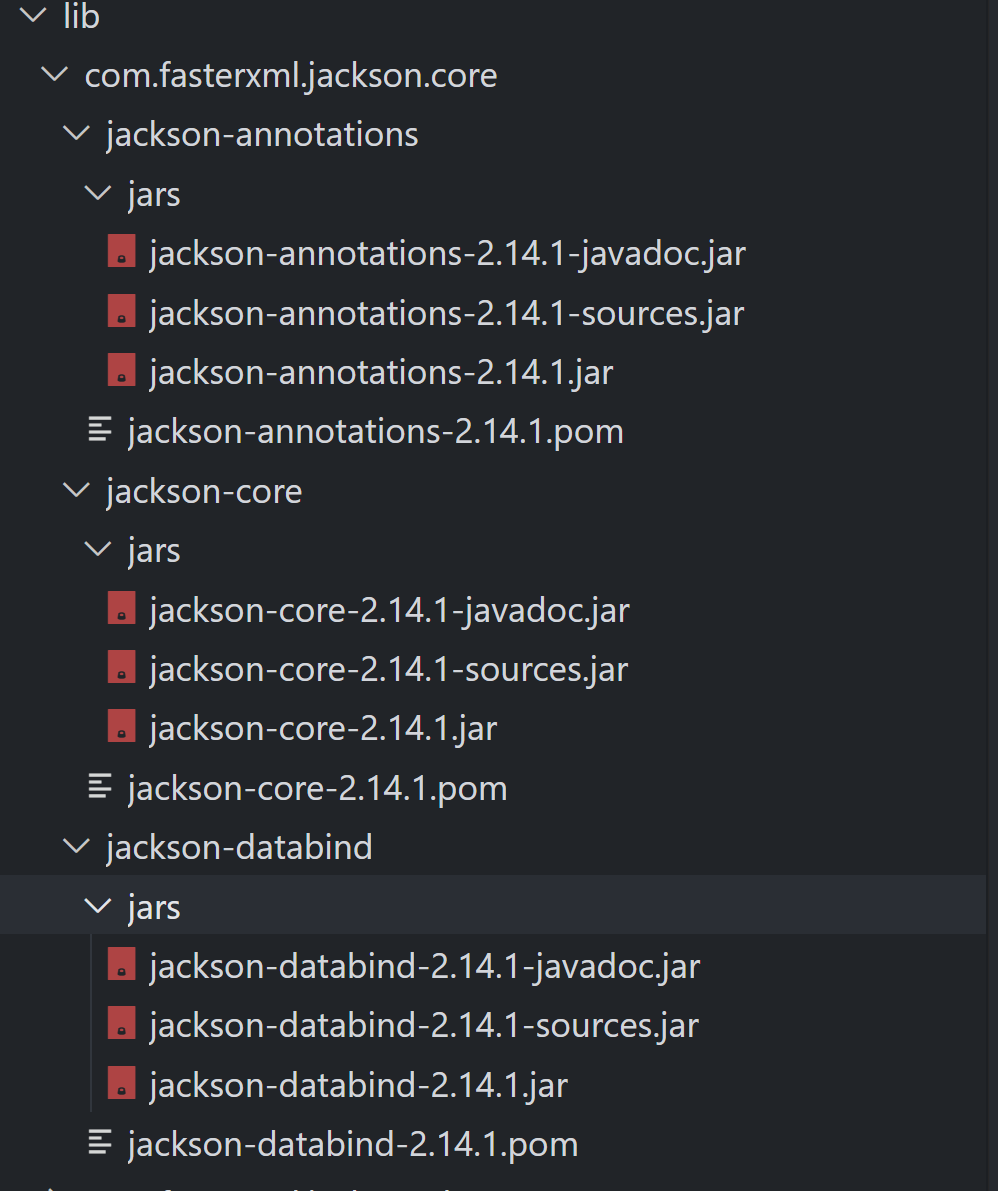 lib
com.fasterxml.jackson.core
jackson-annotations
jars
jackson-annotations-2.14.1-javadoc.jar
jackson-annotations-2.14.1-sources.jar
jackson-annotations-2.14.1.jar
jackson-annotations-2.14.1.pom
jackson-core
jars
jackson-core-2.14.1-javadoc.jar
jackson-core-2.14.1-sources.jar
jackson-core-2.14.1.jar
jackson-core-2.14.1.pom
jackson-databind
jars
jackson-databind-2.14.1-javadoc.jar
jackson-databind-2.14.1-sources.jar
jackson-databind-2.14.1.jar
jackson-databind-2.14.1.pom